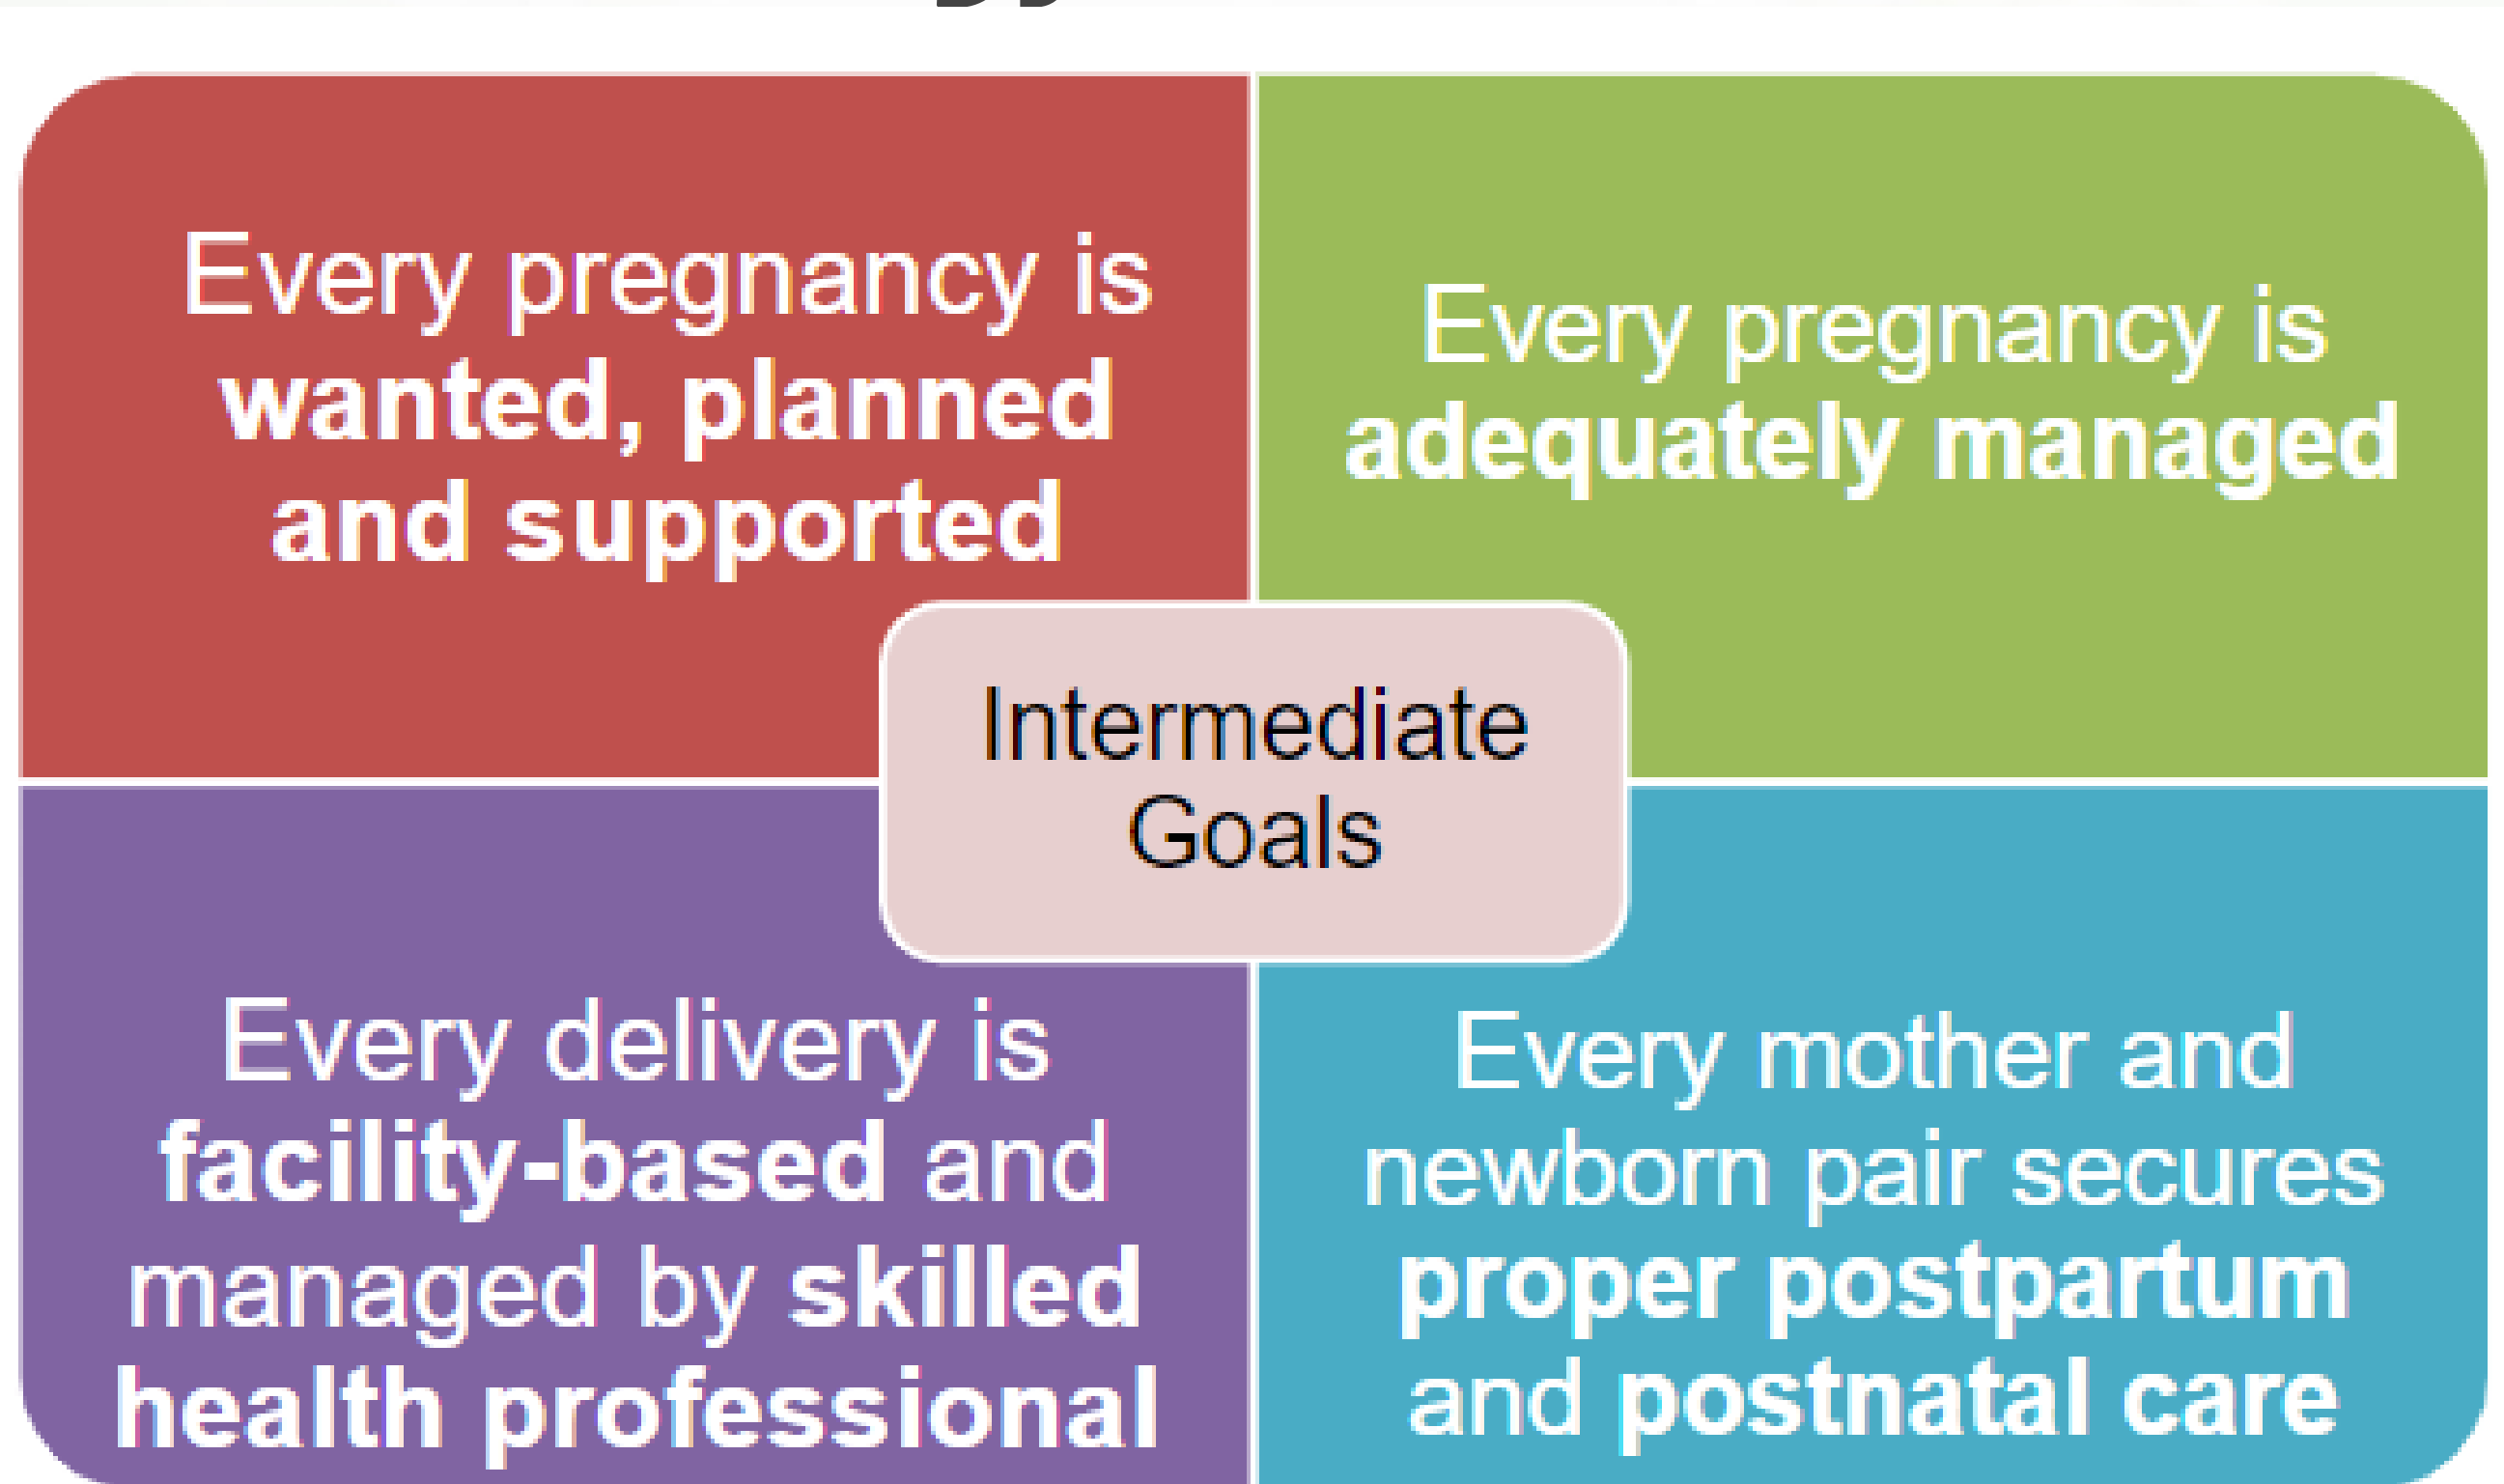 Every pregnancy is
wanted, planned
and supported
Every pregnancy is
adequately managed
Intermediate
Goals
Every delivery is
facility-based and
managed by skilled
health professional
Every mother and
newborn pair secures
proper postpartum
and postnatal care